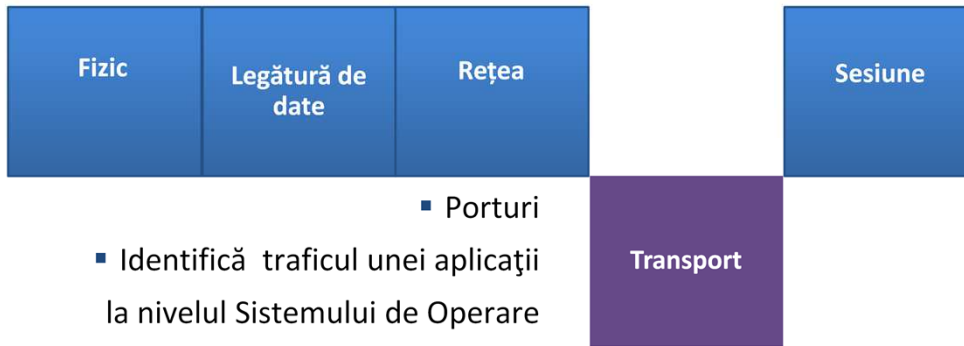 Fizic
Legătură de
date
Rețea
Sesiune
▪ Porturi
▪ Identifică traficul unei aplicaţii
la nivelul Sistemului de Operare
Transport